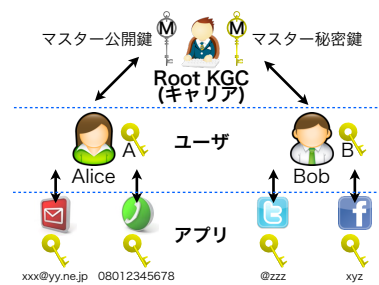 マスター公開鍵 M M マスター秘密鍵
Root KGC
(キャリア)
A ユーザ B
Alice Bob
アプリ
xxx@yy.ne.jp 08012345678 @zzz xyz